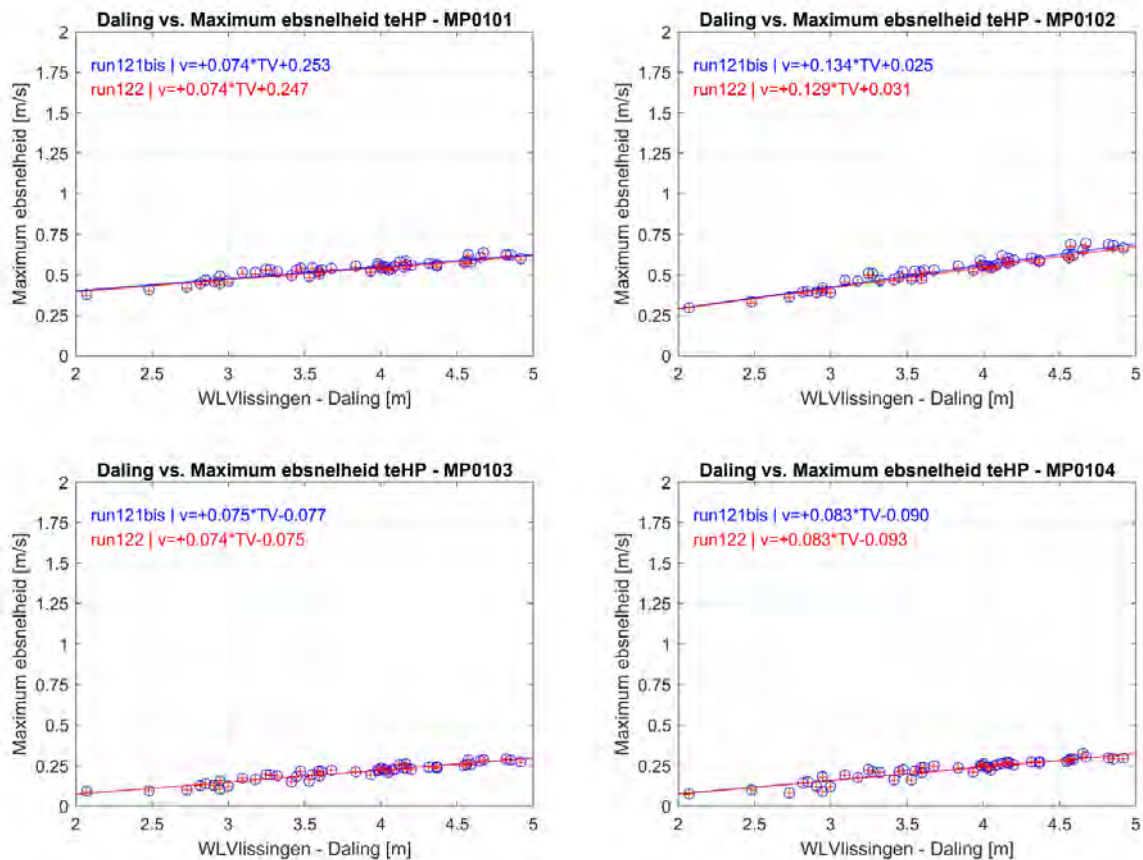 Daling vs. Maximum ebsnelheid teHP - MP0101
run121bis | v=+0.074*TV+0.253
run122 | v=+0.074*TV+0.247
Maximum ebsnelheid [m/s]
2
1.75
1.5
1.25
1
0.75
0.5
0.25
0
2 2.5 3 3.5 4 4.5 5
WLVlissingen - Daling [m]
Daling vs. Maximum ebsnelheid teHP - MP0102
run121bis | v=+0.134*TV+0.025
run122 | v=+0.129*TV+0.031
Maximum ebsnelheid [m/s]
2
1.75
1.5
1.25
1
0.75
0.5
0.25
0
2 2.5 3 3.5 4 4.5 5
WLVlissingen - Daling [m]
Daling vs. Maximum ebsnelheid teHP - MP0103
run121bis | v=+0.075*TV-0.077
run122 | v=+0.074*TV-0.075
Maximum ebsnelheid [m/s]
2
1.75
1.5
1.25
1
0.75
0.5
0.25
0
2 2.5 3 3.5 4 4.5 5
WLVlissingen - Daling [m]
Daling vs. Maximum ebsnelheid teHP - MP0104
run121bis | v=+0.083*TV-0.090
run122 | v=+0.083*TV-0.093
Maximum ebsnelheid [m/s]
2
1.75
1.5
1.25
1
0.75
0.5
0.25
0
2 2.5 3 3.5 4 4.5 5
WLVlissingen - Daling [m]